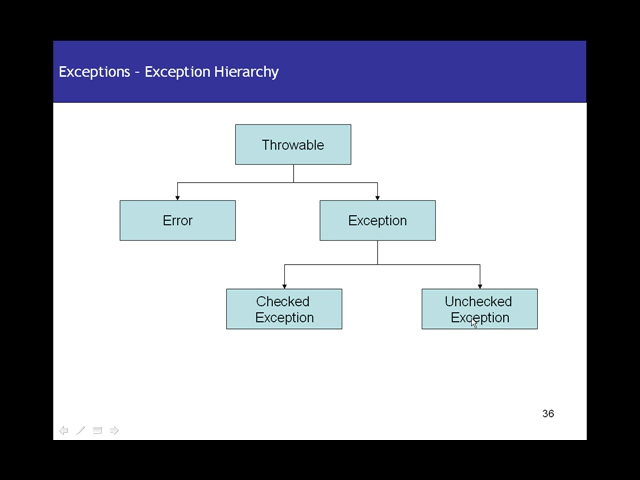 Exceptions – Exception Hierarchy
Throwable
Error
Exception
Checked
Exception
Unchecked
Exception
36